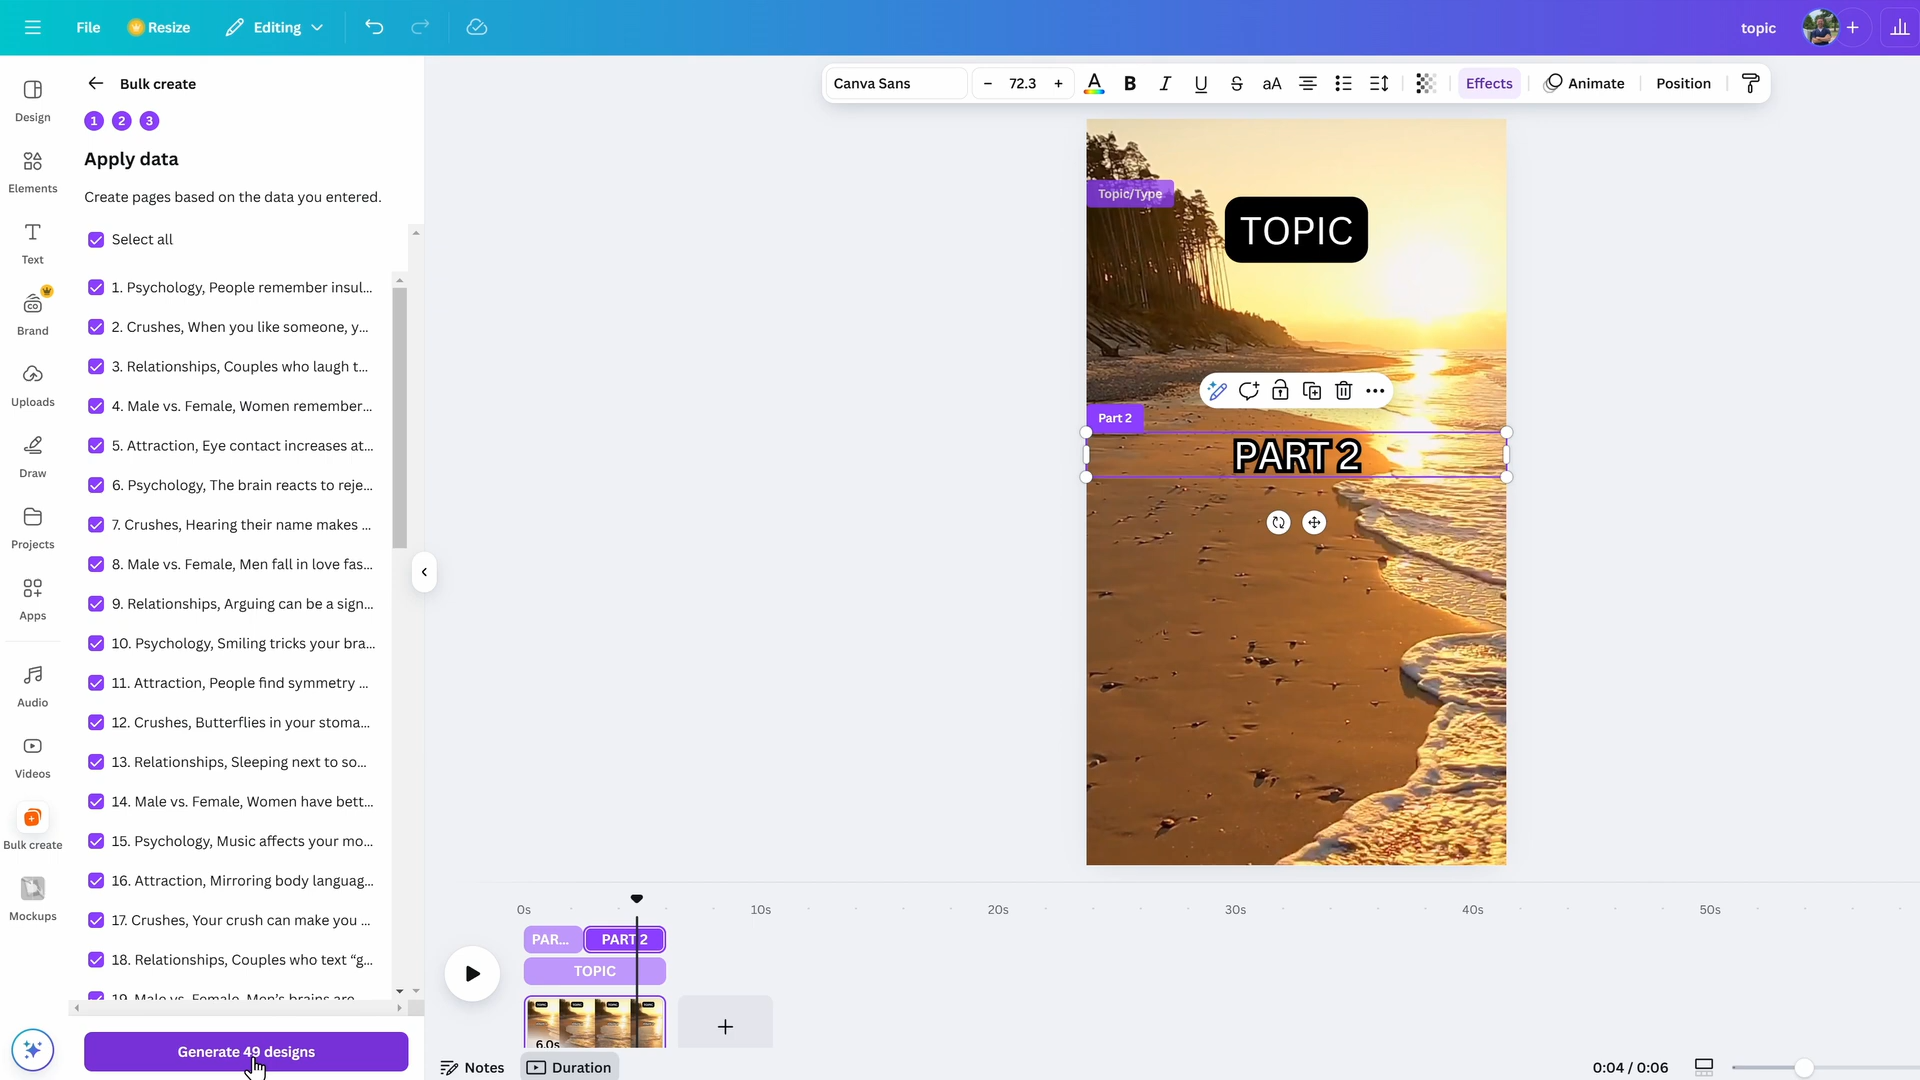 File
Resize
Editing
topic
Design
Elements
Text
Brand
Uploads
Draw
Projects
Apps
Audio
Videos
Bulk create
Mockups
Bulk create
1 2 3
Apply data
Create pages based on the data you entered.
Select all
1. Psychology, People remember insul...
2. Crushes, When you like someone, y...
3. Relationships, Couples who laugh t...
4. Male vs. Female, Women remember...
5. Attraction, Eye contact increases at...
6. Psychology, The brain reacts to reje...
7. Crushes, Hearing their name makes ...
8. Male vs. Female, Men fall in love fas...
9. Relationships, Arguing can be a sign...
10. Psychology, Smiling tricks your bra...
11. Attraction, People find symmetry ...
12. Crushes, Butterflies in your stoma...
13. Relationships, Sleeping next to so...
14. Male vs. Female, Women have bett...
15. Psychology, Music affects your mo...
16. Attraction, Mirroring body languag...
17. Crushes, Your crush can make you ...
18. Relationships, Couples who text “g...
19. Male vs. Female, Men’s brains are
Generate 49 designs
Canva Sans
– 72.3 +
A B I U S aA
Effects
Animate
Position
Topic/Type
TOPIC
Part 2
PART 2
0s 10s 20s 30s 40s 50s
PAR... PART 2
TOPIC
6.0s
Notes
Duration
0:04 / 0:06